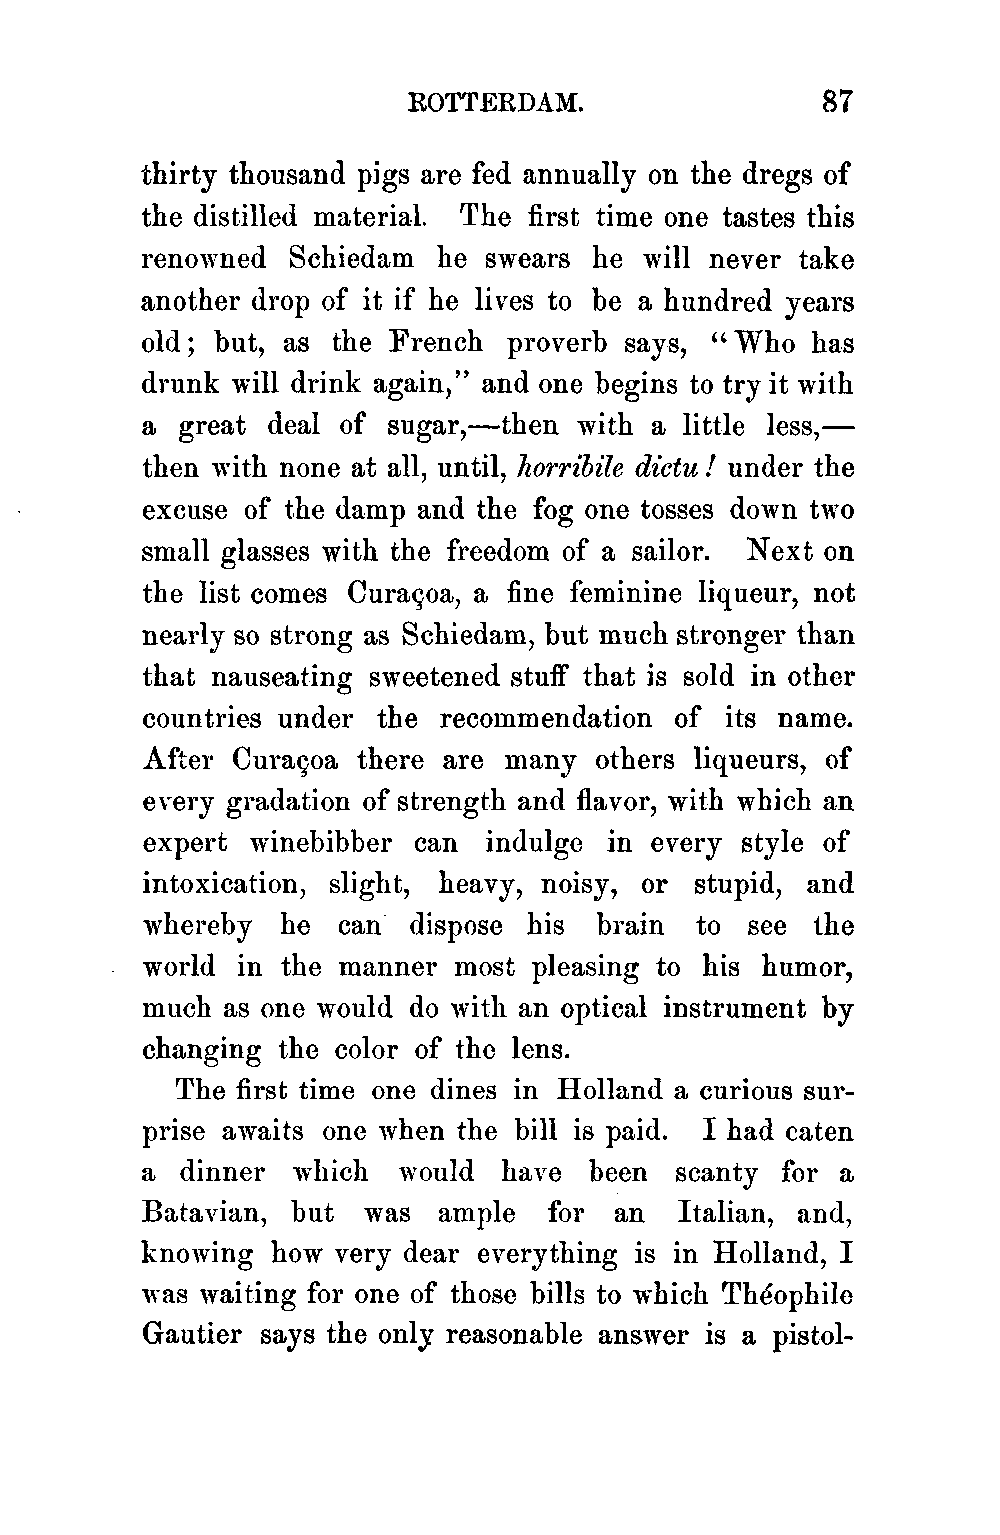 ROTTERDAM. 87
thirty thousand pigs are fed annually on the dregs of
the distilled material. The first time one tastes this
renowned Schiedam he swears he will never take
another drop of it if he lives to be a hundred years
old; but, as the French proverb says, “Who has
drunk will drink again,” and one begins to try it with
a great deal of sugar,—then with a little less,—
then with none at all, until, horribile dictu! under the
excuse of the damp and the fog one tosses down two
small glasses with the freedom of a sailor. Next on
the list comes Curaçoa, a fine feminine liqueur, not
nearly so strong as Schiedam, but much stronger than
that nauseating sweetened stuff that is sold in other
countries under the recommendation of its name.
After Curaçoa there are many others liqueurs, of
every gradation of strength and flavor, with which an
expert winebibber can indulge in every style of
intoxication, slight, heavy, noisy, or stupid, and
whereby he can dispose his brain to see the
world in the manner most pleasing to his humor,
much as one would do with an optical instrument by
changing the color of the lens.
The first time one dines in Holland a curious sur-
prise awaits one when the bill is paid. I had eaten
a dinner which would have been scanty for a
Batavian, but was ample for an Italian, and,
knowing how very dear everything is in Holland, I
was waiting for one of those bills to which Théophile
Gautier says the only reasonable answer is a pistol-